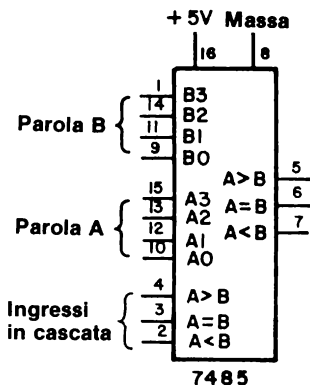 + 5V Massa
16 8
1 B3
14 B2
Parola B
11 B1
9 B0
A>B 5
A=B 6
A<B 7
15 A3
13 A2
Parola A
12 A1
10 A0
4 A>B
Ingressi
in cascata
3 A=B
2 A<B
7485